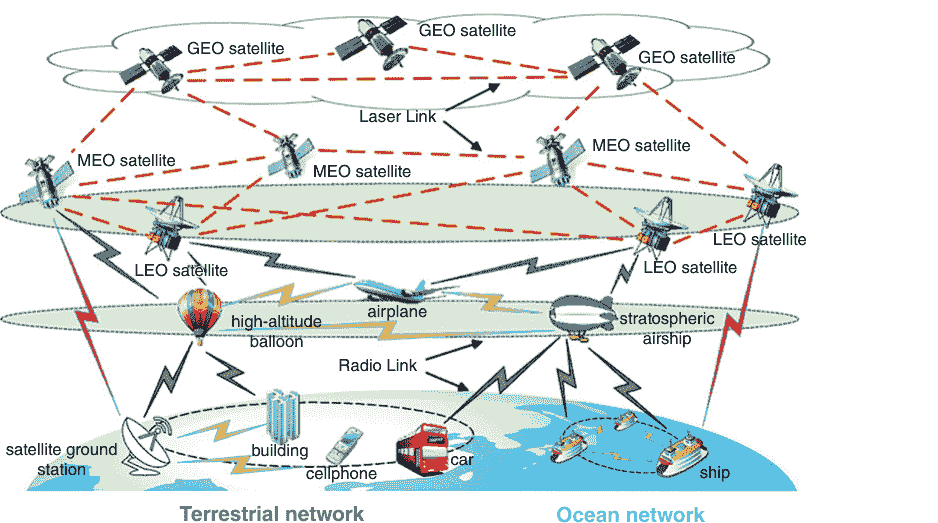 GEO satellite
GEO satellite
GEO satellite
Laser Link
MEO satellite
MEO satellite
MEO satellite
LEO satellite
LEO satellite
LEO satellite
high-altitude
balloon
airplane
stratospheric
airship
Radio Link
satellite ground
station
building
cellphone
car
ship
Terrestrial network
Ocean network